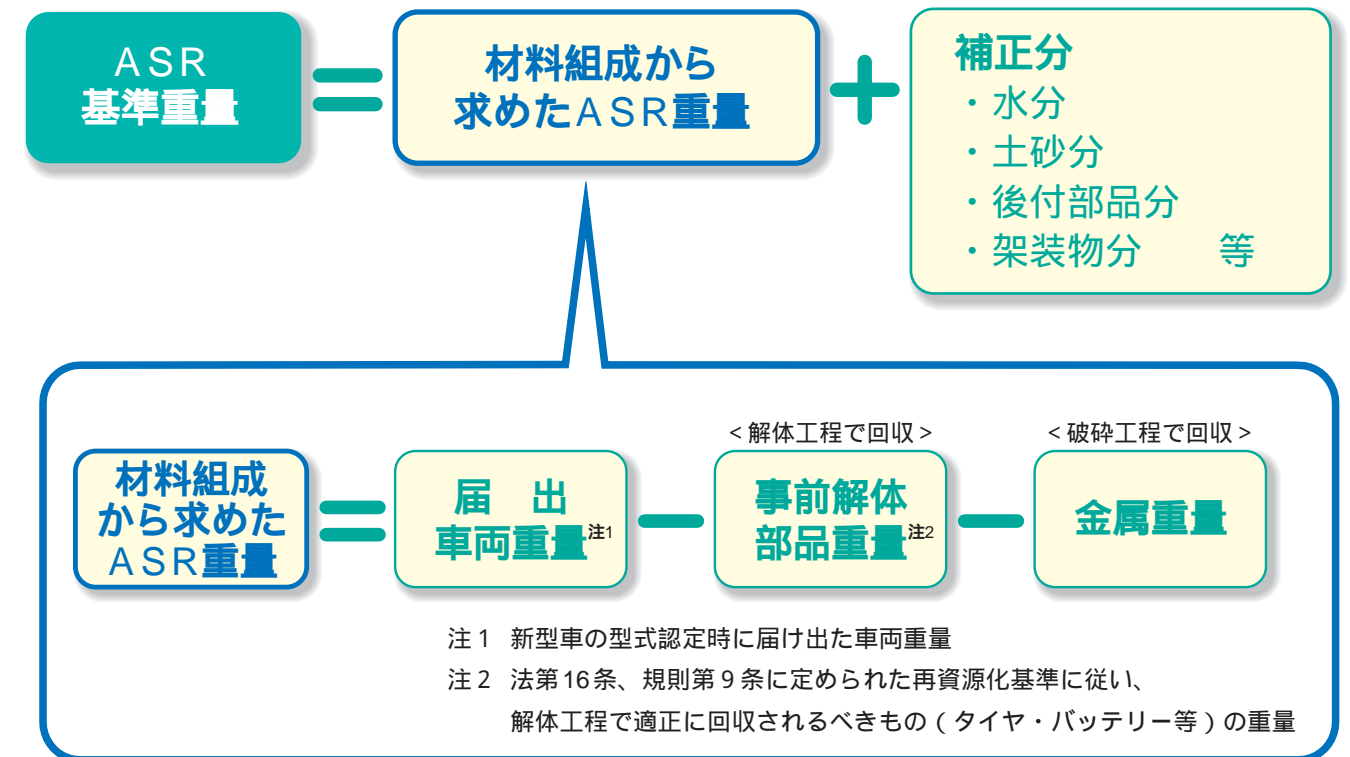 ASR
基準重量
材料組成から
求めたASR重量
補正分
・水分
・土砂分
・後付部品分
・架装物分　等
<解体工程で回収>
<破砕工程で回収>
材料組成
から求めた
ASR重量
届 出
車両重量注1
事前解体
部品重量注2
金属重量
注1 新型車の型式認定時に届け出た車両重量
注2 法第16条、規則第9条に定められた再資源化基準に従い、
解体工程で適正に回収されるべきもの(タイヤ・バッテリー等)の重量